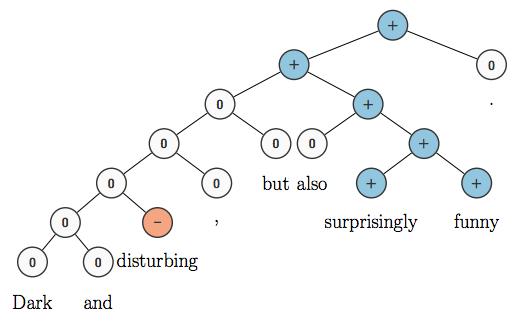 +
+ 0
0 + .
0 0 0 +
0 0 but also + +
0 - , surprisingly funny
0 0 disturbing
Dark and